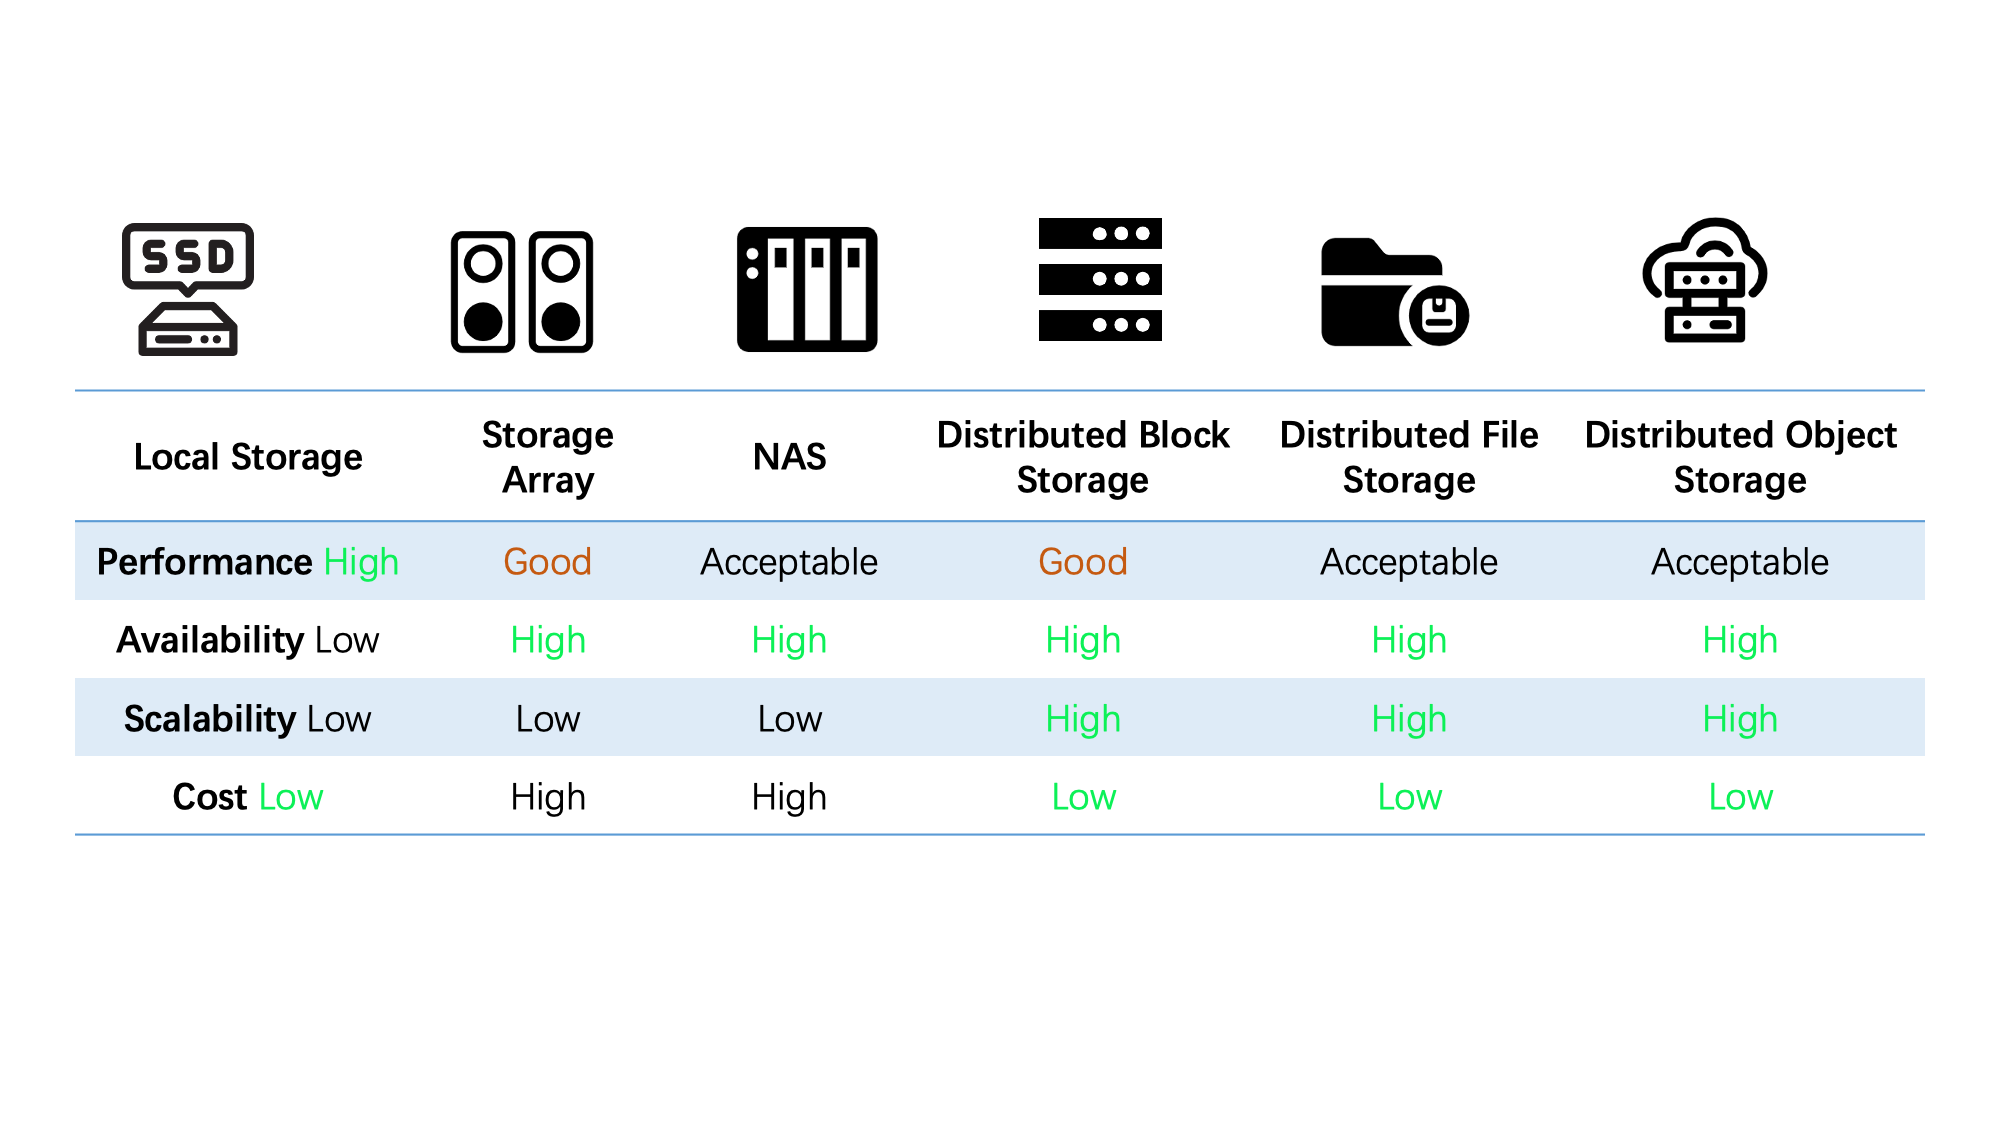 SSD
Local Storage
Storage
Array
NAS
Distributed Block
Storage
Distributed File
Storage
Distributed Object
Storage
Performance High Good Acceptable Good Acceptable Acceptable
Availability Low High High High High High
Scalability Low Low Low High High High
Cost Low High High Low Low Low